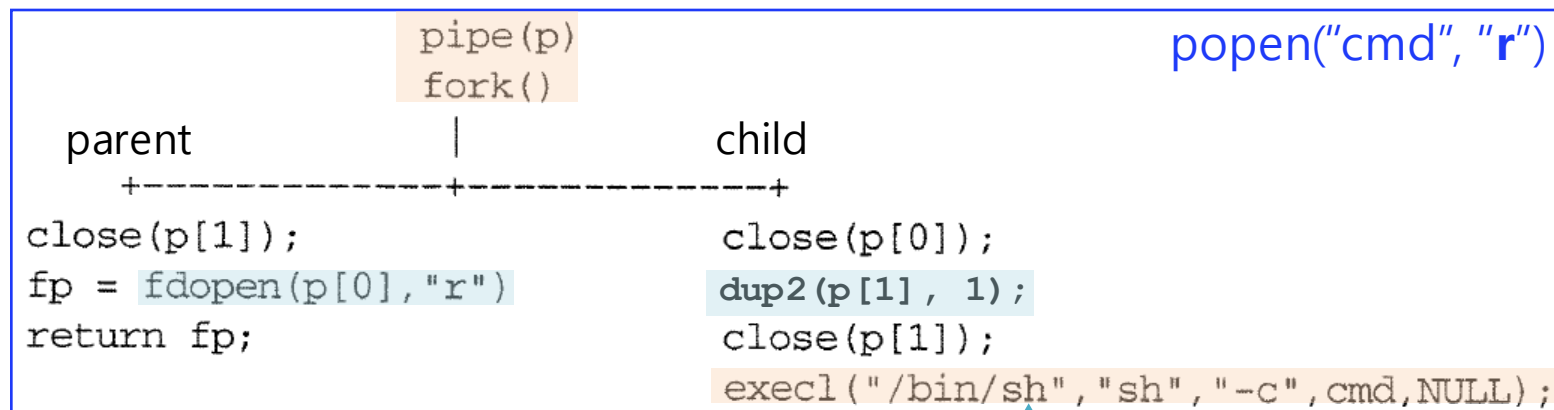 pipe(p)
popen("cmd", "r")
fork()
parent | child
+-------------+-------------+
close(p[1]);
close(p[0]);
fp = fdopen(p[0],"r")
dup2(p[1], 1);
return fp;
close(p[1]);
execl("/bin/sh","sh","-c",cmd,NULL);